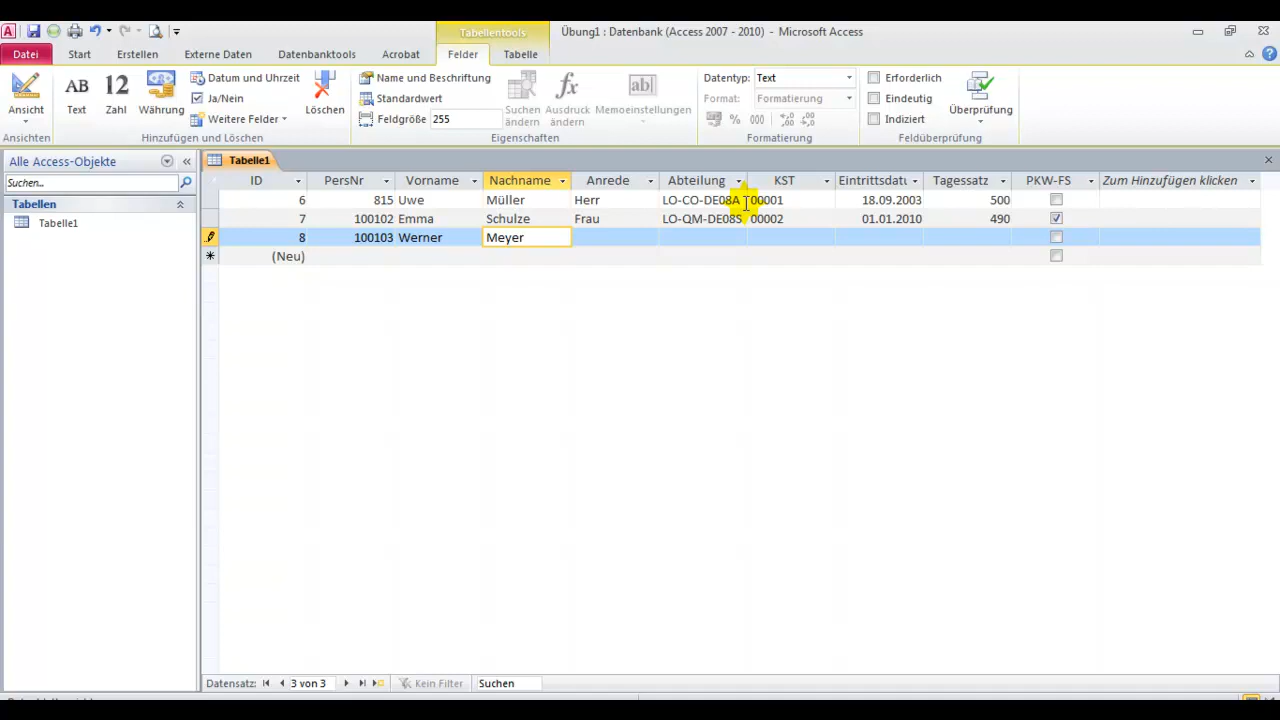 Tabellentools
Übung1 : Datenbank (Access 2007 - 2010) - Microsoft Access
Datei Start Erstellen Externe Daten Datenbanktools Acrobat Felder Tabelle
Ansicht
AB Text
12 Zahl
Währung
Datum und Uhrzeit
Ja/Nein
Weitere Felder
Löschen
Name und Beschriftung
Standardwert
Feldgröße 255
Suchen ändern
Ausdruck ändern
Memoeinstellungen
Datentyp: Text
Format: Formatierung
% 000
Erforderlich
Eindeutig
Indiziert
Überprüfung
Ansichten Hinzufügen und Löschen Eigenschaften Formatierung Feldüberprüfung
Alle Access-Objekte
Suchen...
Tabellen
Tabelle1
Tabelle1
ID PersNr Vorname Nachname Anrede Abteilung KST Eintrittsdatu Tagessatz PKW-FS Zum Hinzufügen klicken
6 815 Uwe Müller Herr LO-CO-DE08A 00001 18.09.2003 500
7 100102 Emma Schulze Frau LO-QM-DE08S 00002 01.01.2010 490
8 100103 Werner Meyer
(Neu)
Datensatz: 3 von 3 Kein Filter Suchen